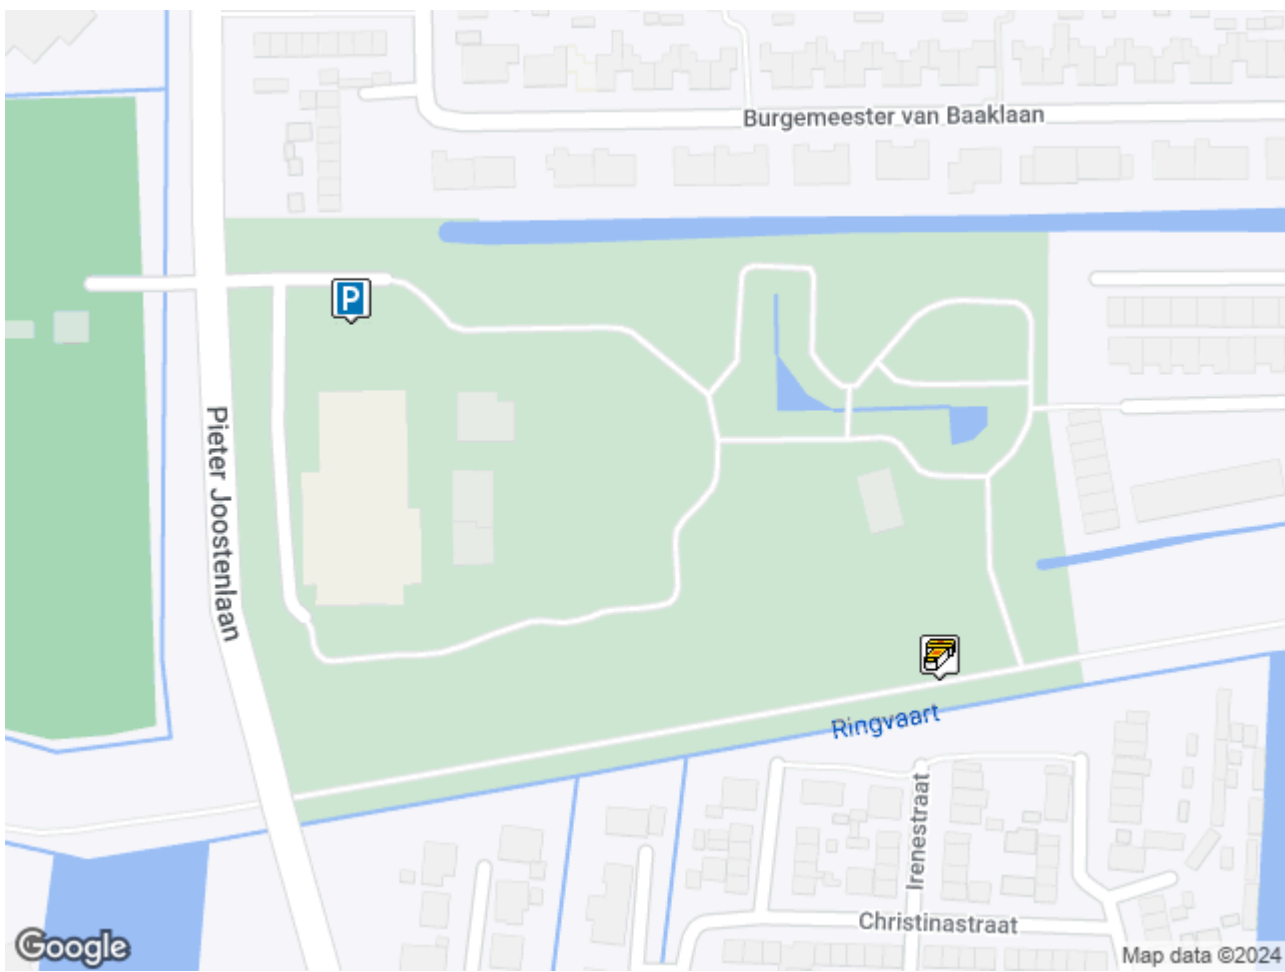 Burgemeester van Baaklaan
P
Pieter Joostenlaan
Ringvaart
Irenestraat
Christinastraat
Google
Map data ©2024